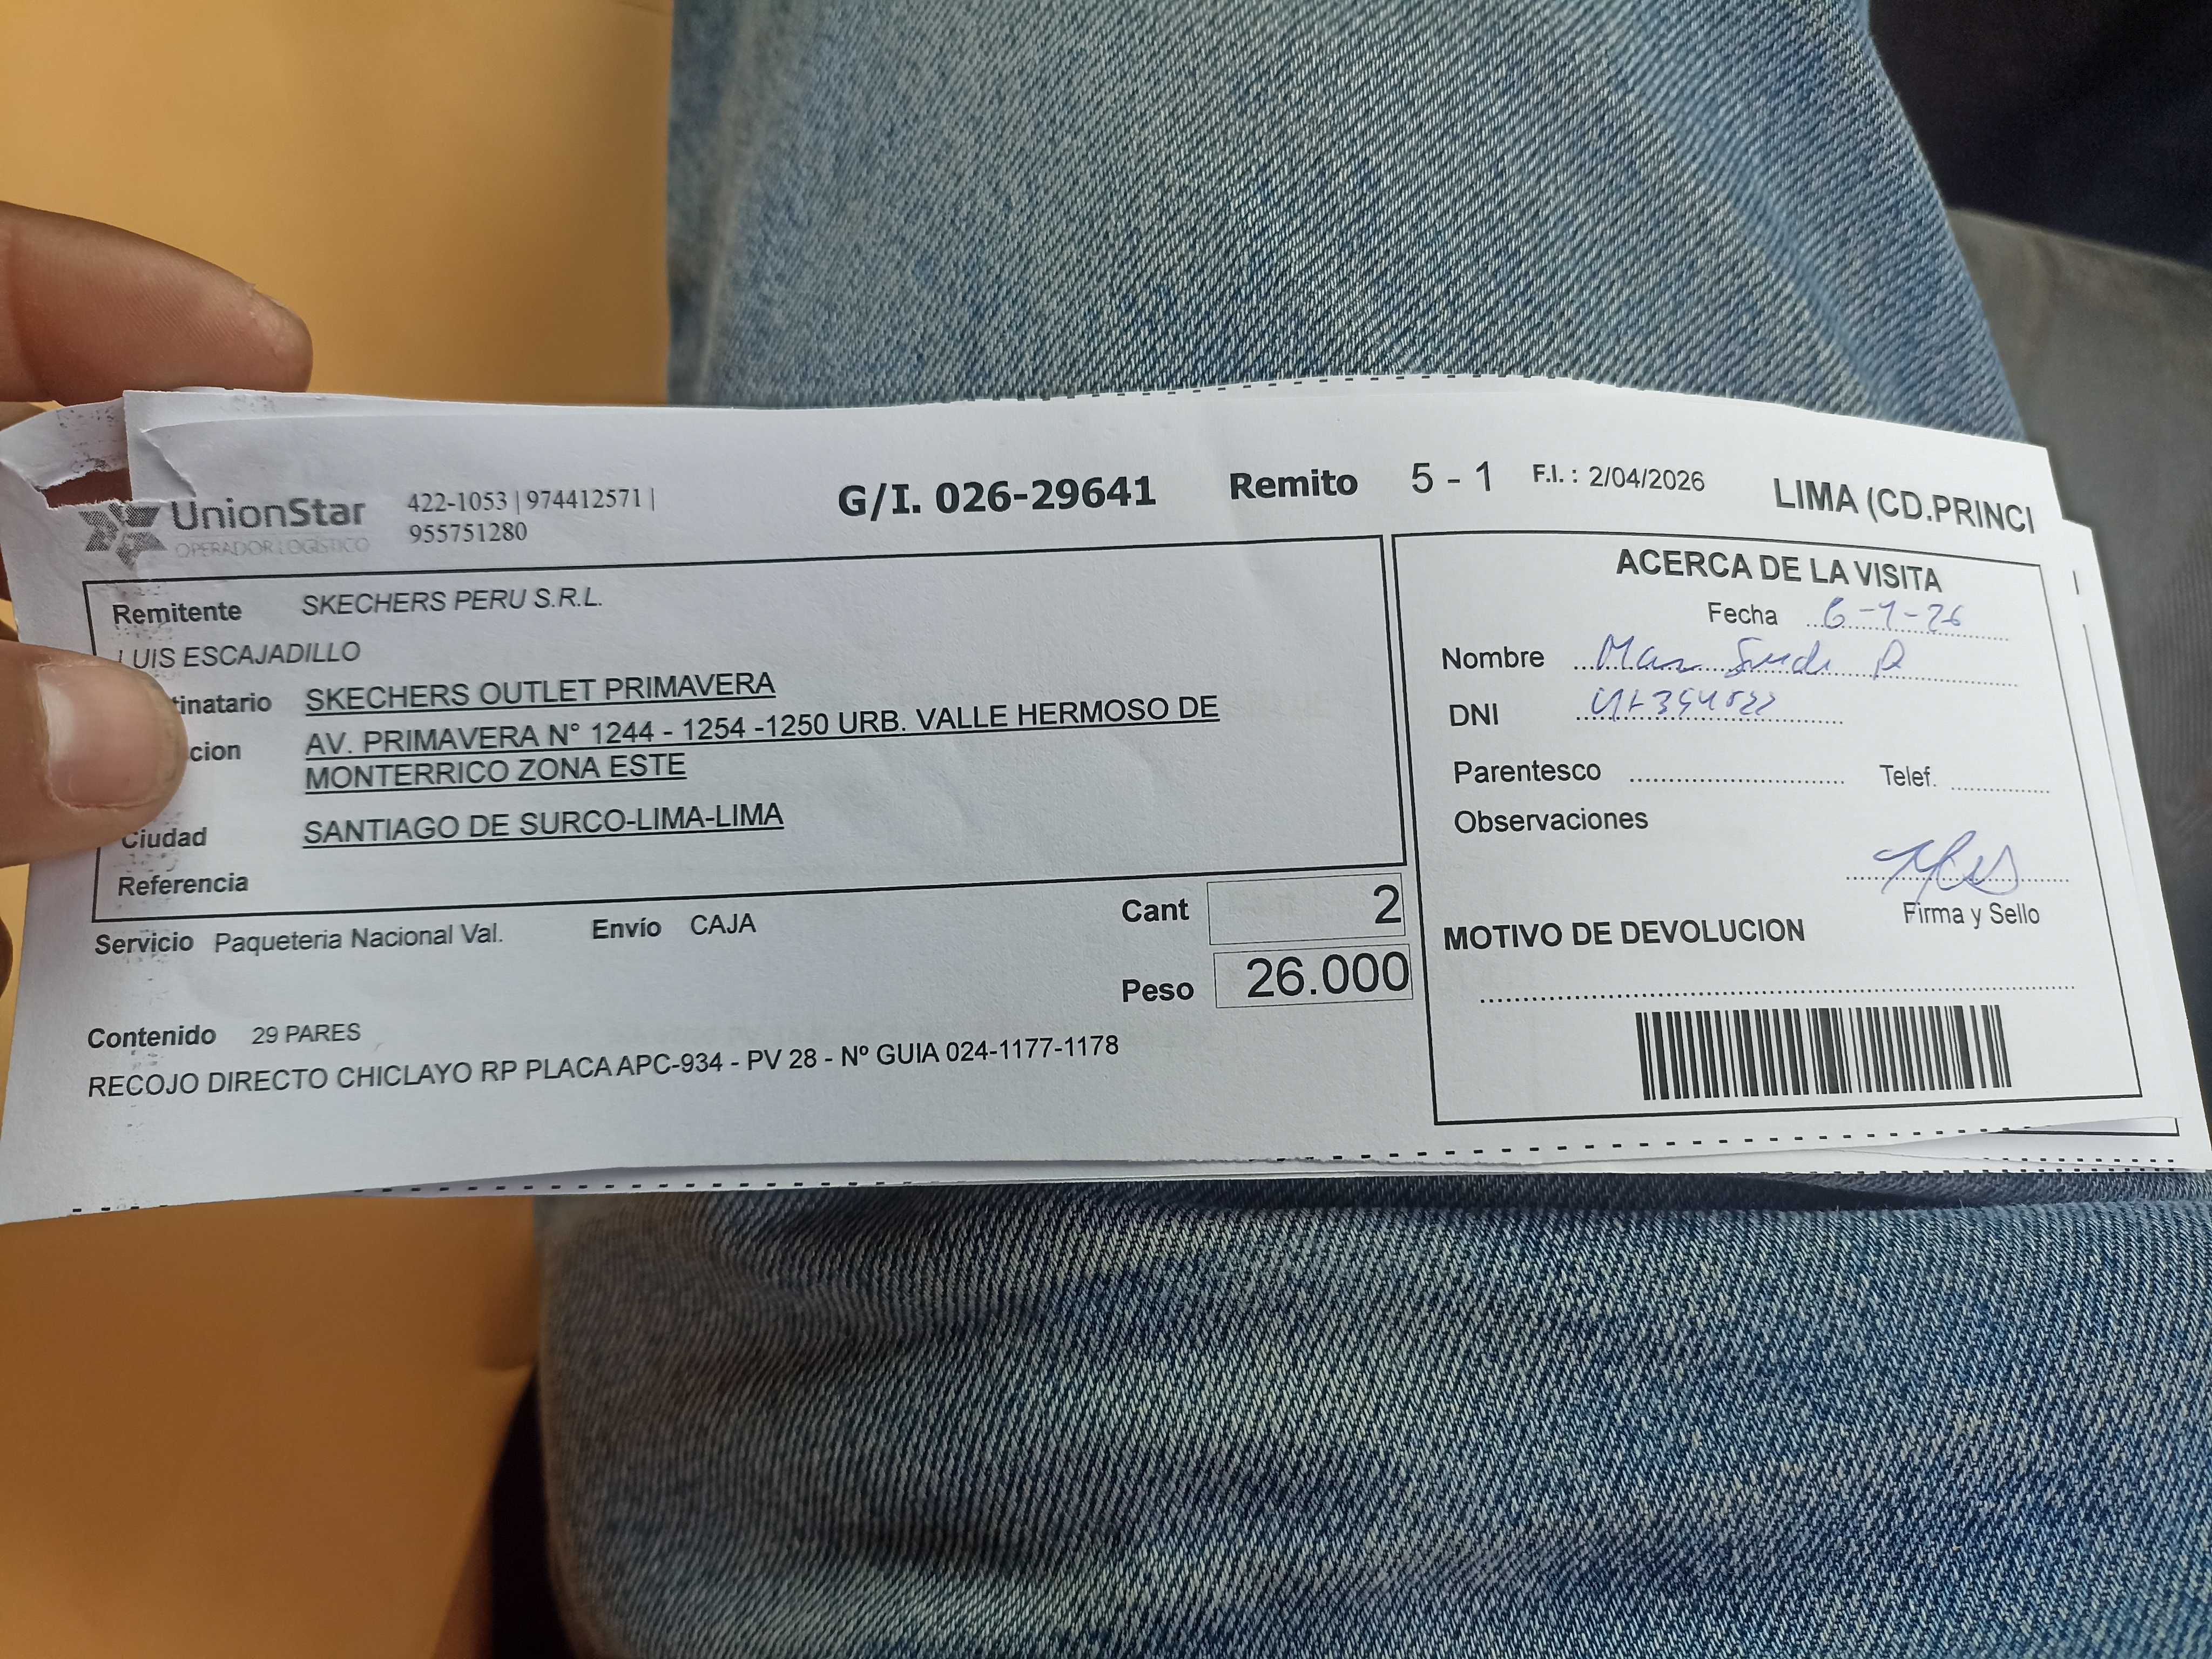 UnionStar
OPERADOR LOGÍSTICO
422-1053 | 974412571 |
955751280
G/I. 026-29641 Remito 5 - 1 F.I. : 2/04/2026 LIMA (CD.PRINCI
Remitente SKECHERS PERU S.R.L.
LUIS ESCAJADILLO
tinatario SKECHERS OUTLET PRIMAVERA
cion AV. PRIMAVERA N° 1244 - 1254 -1250 URB. VALLE HERMOSO DE
MONTERRICO ZONA ESTE
Ciudad SANTIAGO DE SURCO-LIMA-LIMA
Referencia
Servicio Paqueteria Nacional Val. Envío CAJA
Cant 2
Peso 26.000
Contenido 29 PARES
RECOJO DIRECTO CHICLAYO RP PLACA APC-934 - PV 28 - Nº GUIA 024-1177-1178
ACERCA DE LA VISITA
Fecha
Nombre
DNI
Parentesco Telef.
Observaciones
Firma y Sello
MOTIVO DE DEVOLUCION